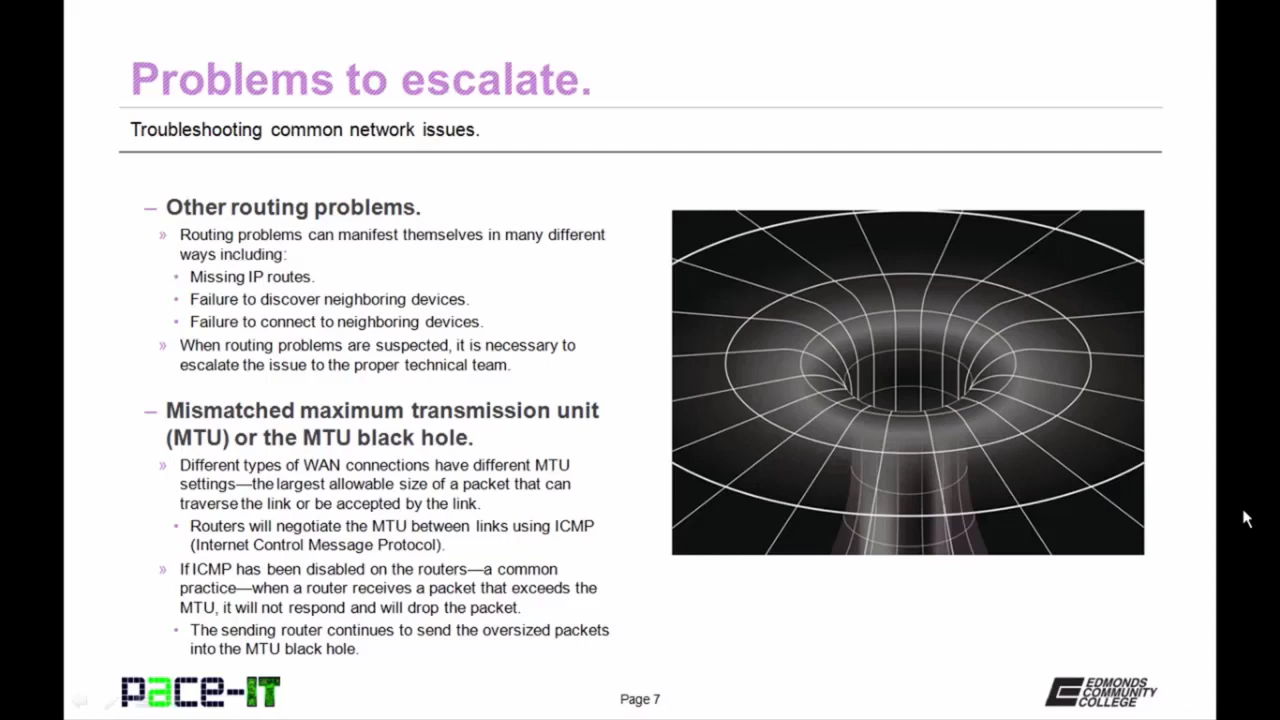 Problems to escalate.
Troubleshooting common network issues.
– Other routing problems.
» Routing problems can manifest themselves in many different
ways including:
• Missing IP routes.
• Failure to discover neighboring devices.
• Failure to connect to neighboring devices.
» When routing problems are suspected, it is necessary to
escalate the issue to the proper technical team.
– Mismatched maximum transmission unit
(MTU) or the MTU black hole.
» Different types of WAN connections have different MTU
settings—the largest allowable size of a packet that can
traverse the link or be accepted by the link.
• Routers will negotiate the MTU between links using ICMP
(Internet Control Message Protocol).
» If ICMP has been disabled on the routers—a common
practice—when a router receives a packet that exceeds the
MTU, it will not respond and will drop the packet.
• The sending router continues to send the oversized packets
into the MTU black hole.
pace-IT
Page 7
EDMONDS
COMMUNITY
COLLEGE